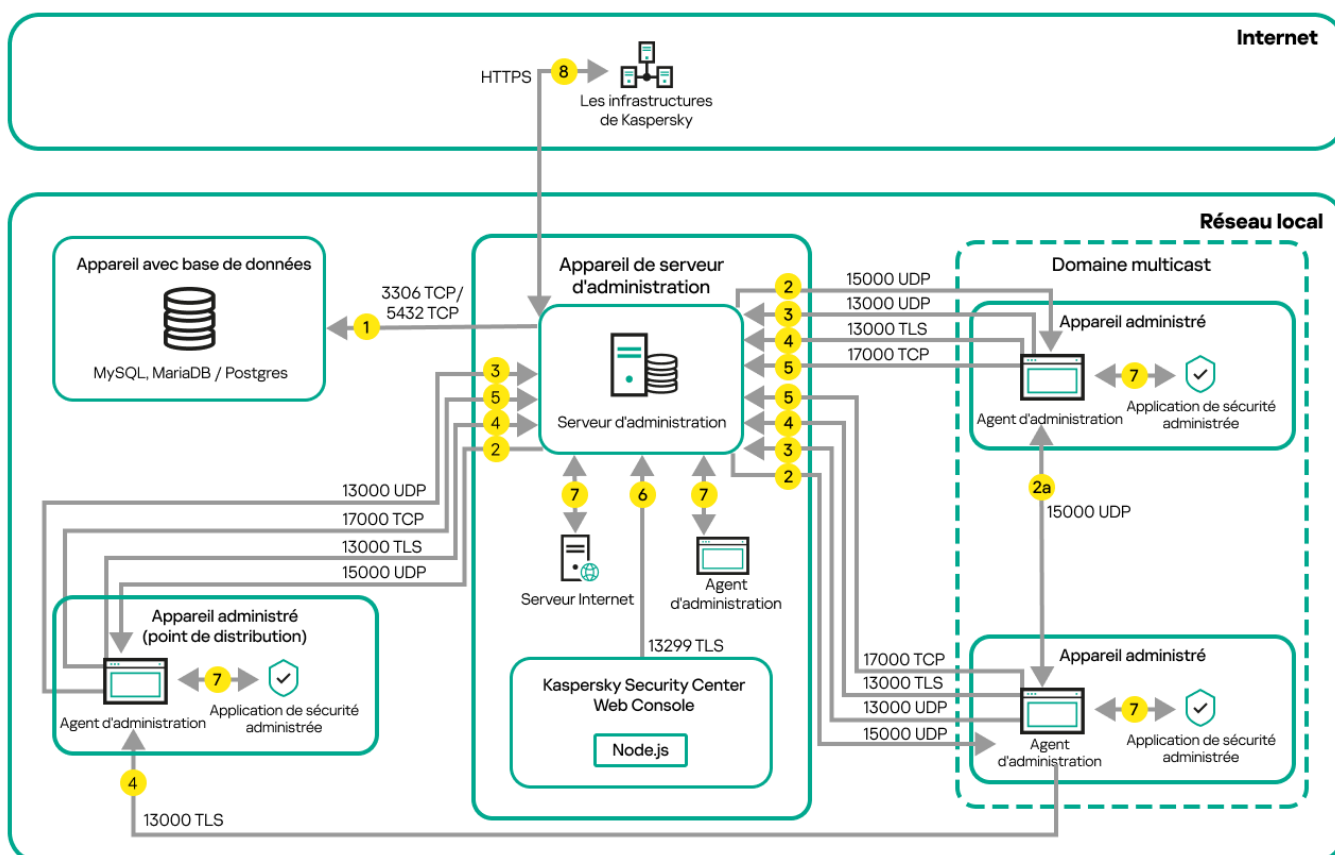 Internet
HTTPS
8
Les infrastructures
de Kaspersky
Réseau local
Appareil avec base de données
MySQL, MariaDB / Postgres
3306 TCP/
5432 TCP
1
Appareil de serveur
d'administration
Serveur d'administration
3
5
4
2
13000 UDP
17000 TCP
13000 TLS
15000 UDP
2
3
4
5
15000 UDP
13000 UDP
13000 TLS
17000 TCP
5
4
3
2
Domaine multicast
Appareil administré
7
Agent d'administration
Application de sécurité
administrée
2a
15000 UDP
7
6
7
Serveur Internet
Agent
d'administration
13299 TLS
Kaspersky Security Center
Web Console
Node.js
Appareil administré
(point de distribution)
7
Agent d'administration
Application de sécurité
administrée
4
13000 TLS
17000 TCP
13000 TLS
13000 UDP
15000 UDP
Appareil administré
7
Agent
d'administration
Application de sécurité
administrée